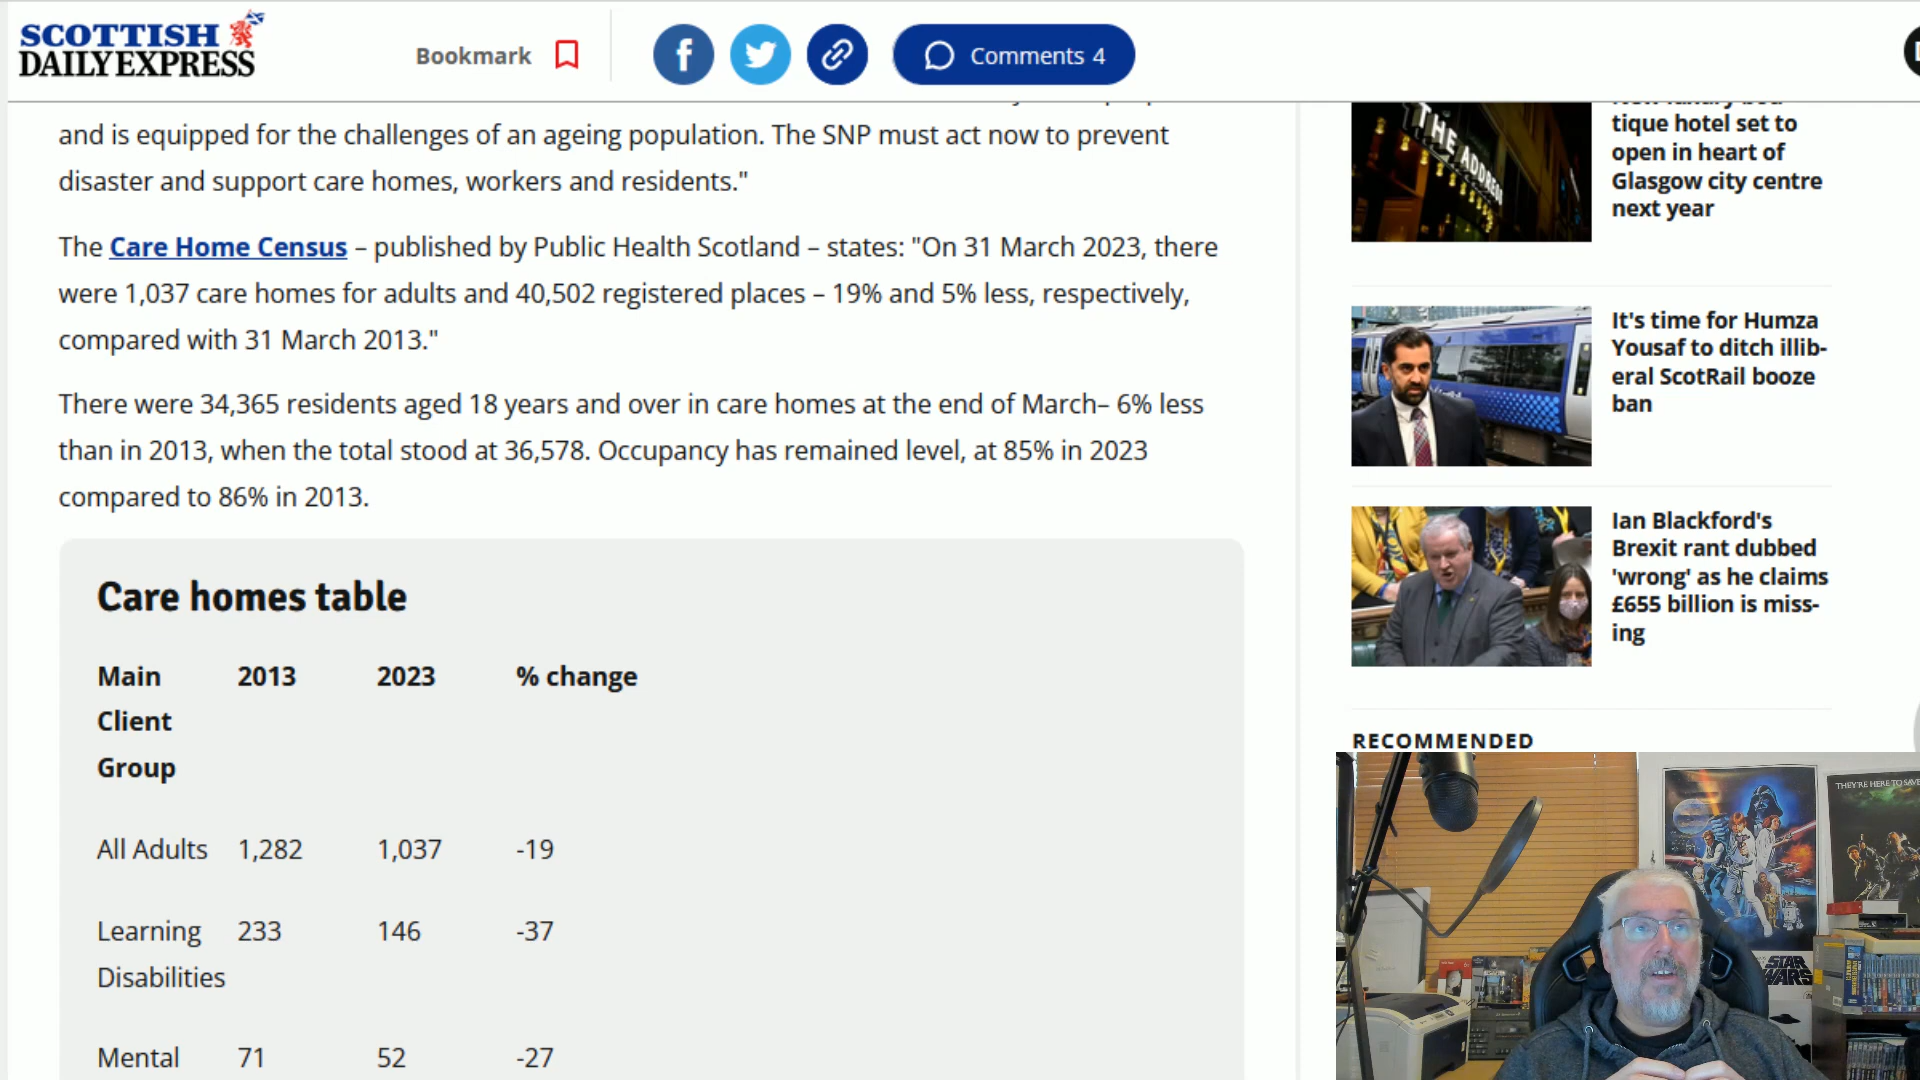 SCOTTISH
DAILY EXPRESS
Bookmark
Comments 4
and is equipped for the challenges of an ageing population. The SNP must act now to prevent
disaster and support care homes, workers and residents."
The Care Home Census – published by Public Health Scotland – states: "On 31 March 2023, there
were 1,037 care homes for adults and 40,502 registered places – 19% and 5% less, respectively,
compared with 31 March 2013."
There were 34,365 residents aged 18 years and over in care homes at the end of March– 6% less
than in 2013, when the total stood at 36,578. Occupancy has remained level, at 85% in 2023
compared to 86% in 2013.
Care homes table
Main 2013 2023 % change
Client
Group
All Adults 1,282 1,037 -19
Learning 233 146 -37
Disabilities
Mental 71 52 -27
THE ADDRESS
tique hotel set to
open in heart of
Glasgow city centre
next year
It's time for Humza
Yousaf to ditch illib-
eral ScotRail booze
ban
Ian Blackford's
Brexit rant dubbed
'wrong' as he claims
£655 billion is miss-
ing
RECOMMENDED
THEY'RE HERE TO SAVE
STAR
WARS